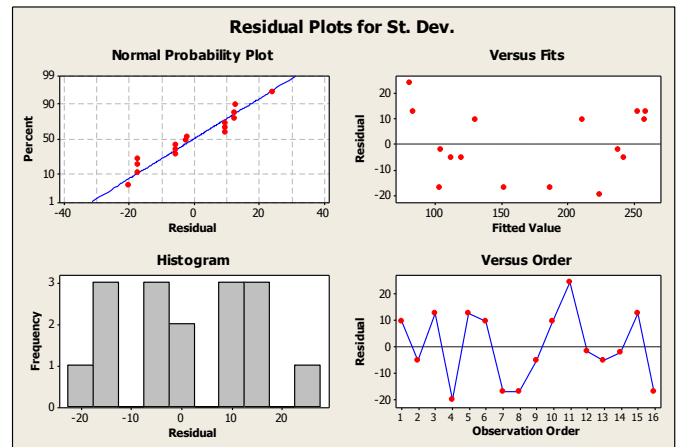 Residual Plots for St. Dev.
Normal Probability Plot
Percent
99
90
50
10
1
-40 -20 0 20 40
Residual
Versus Fits
Residual
20
10
0
-10
-20
100 150 200 250
Fitted Value
Histogram
Frequency
3
2
1
0
-20 -10 0 10 20
Residual
Versus Order
Residual
20
10
0
-10
-20
1 2 3 4 5 6 7 8 9 10 11 12 13 14 15 16
Observation Order